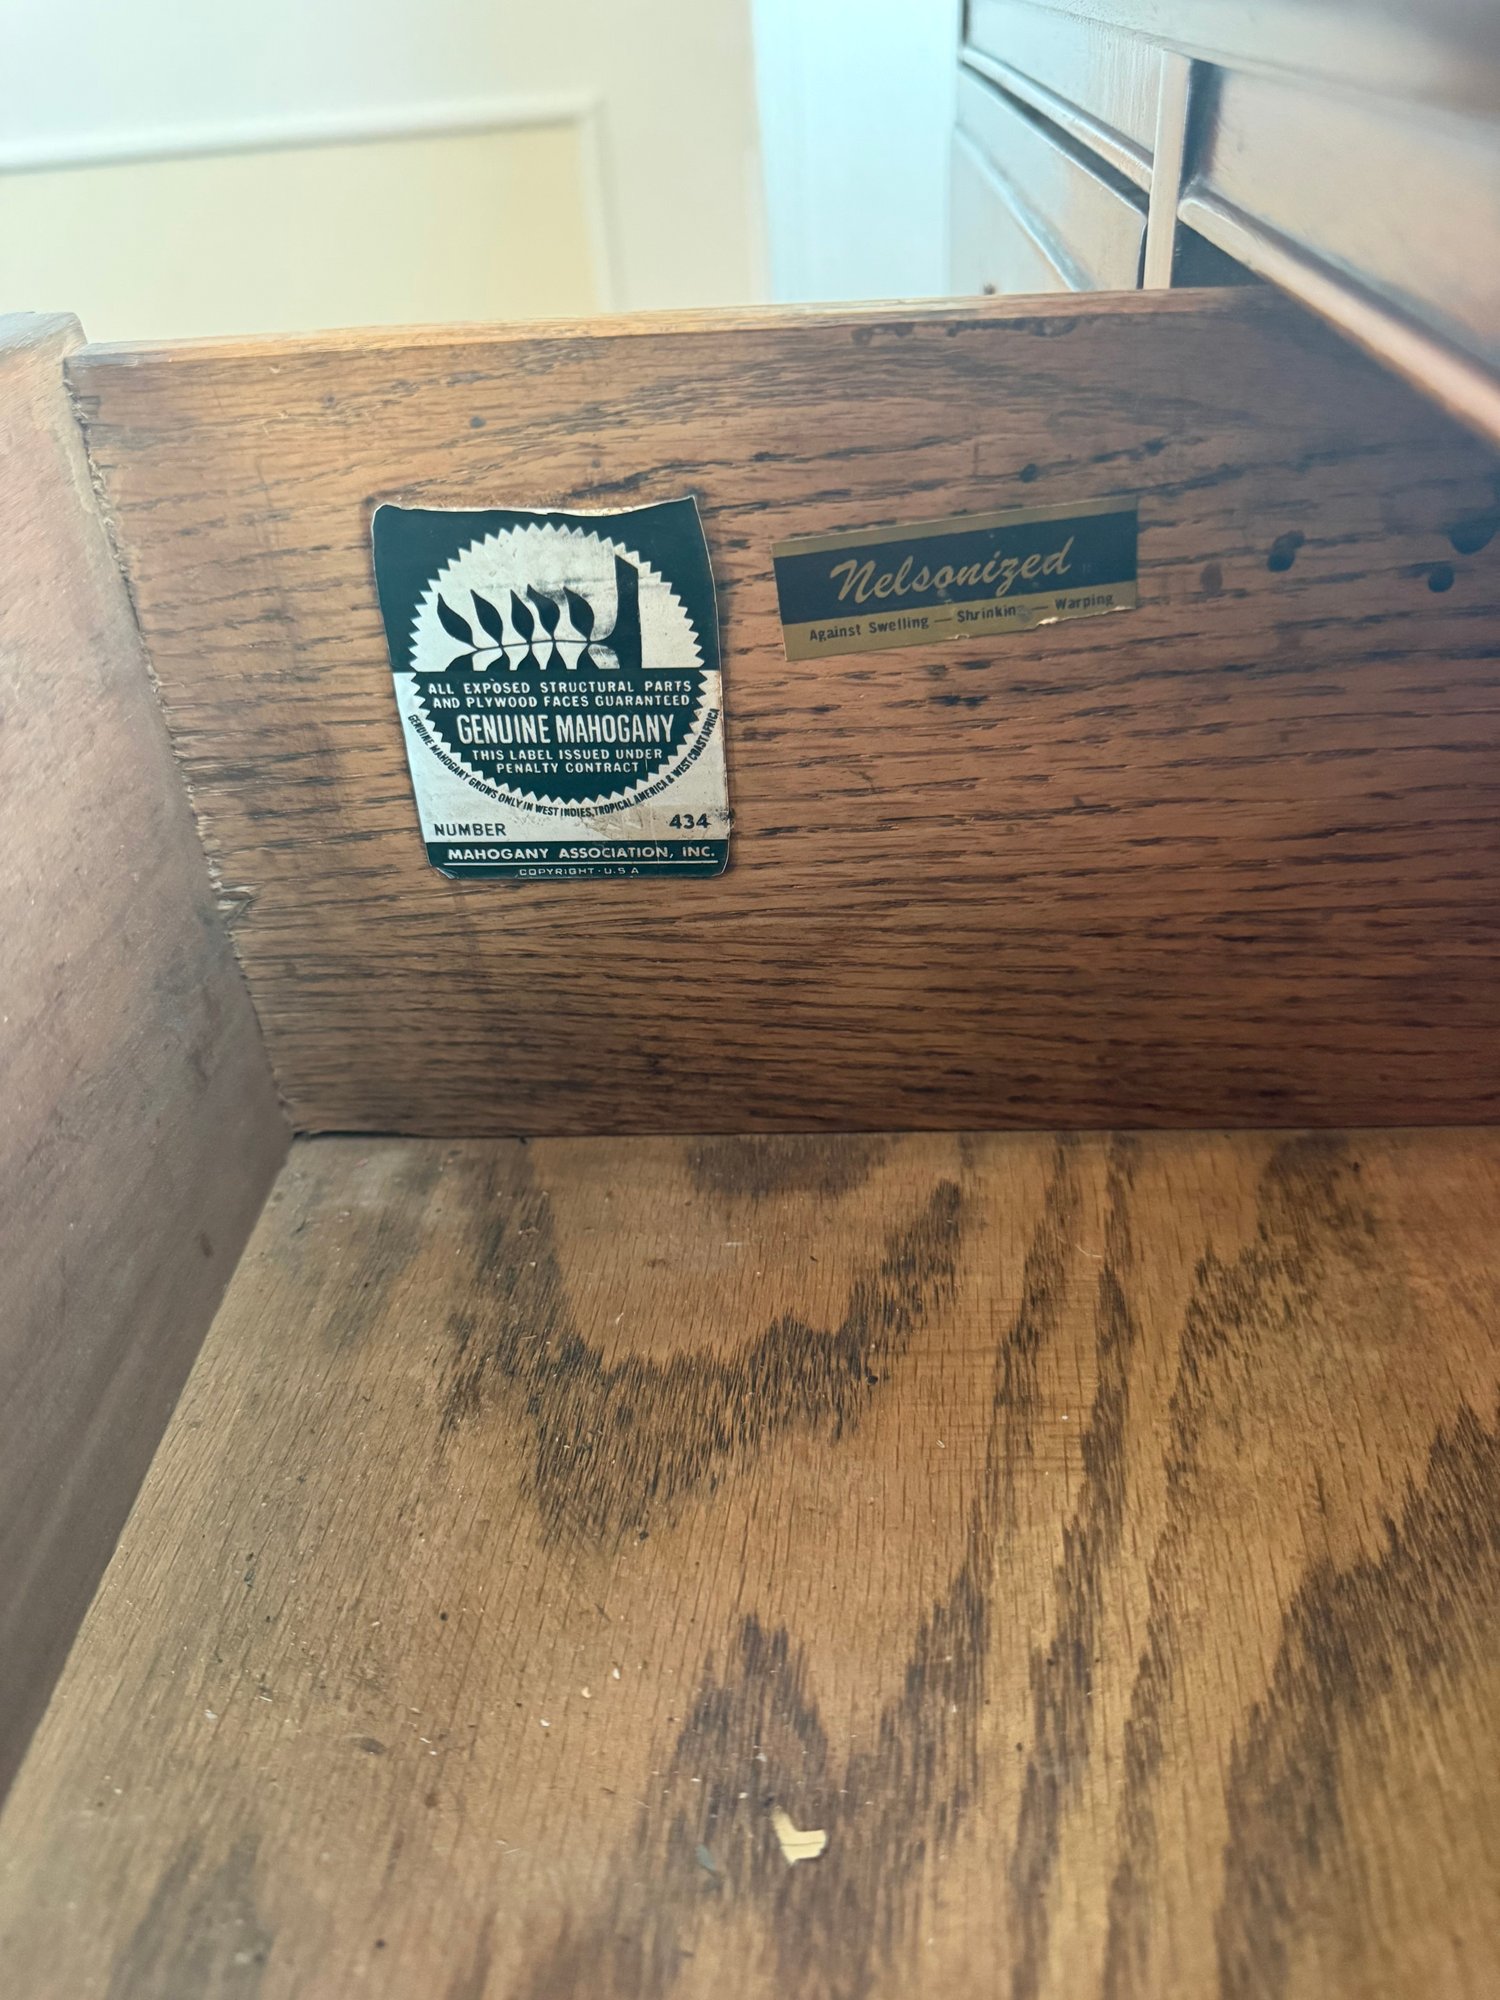 ALL EXPOSED STRUCTURAL PARTS
AND PLYWOOD FACES GUARANTEED
GENUINE MAHOGANY
THIS LABEL ISSUED UNDER
PENALTY CONTRACT
GENUINE MAHOGANY GROWS ONLY IN WEST INDIES, TROPICAL AMERICA & WEST COAST AFRICA
NUMBER 434
MAHOGANY ASSOCIATION, INC.
COPYRIGHT · U.S A
Nelsonized
Against Swelling — Shrinking — Warping